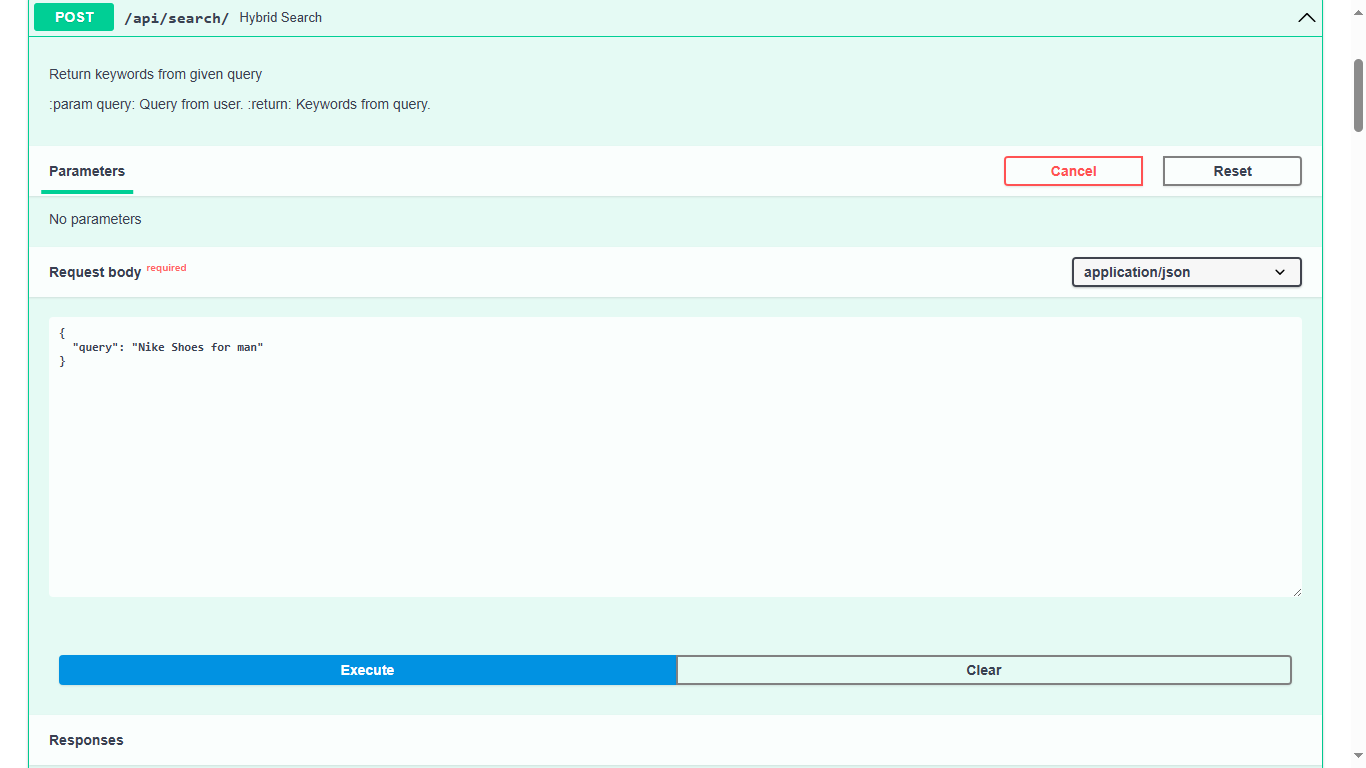 POST /api/search/ Hybrid Search
Return keywords from given query
:param query: Query from user. :return: Keywords from query.
Parameters
Cancel
Reset
No parameters
Request body required
application/json
{
  "query": "Nike Shoes for man"
}
Execute
Clear
Responses